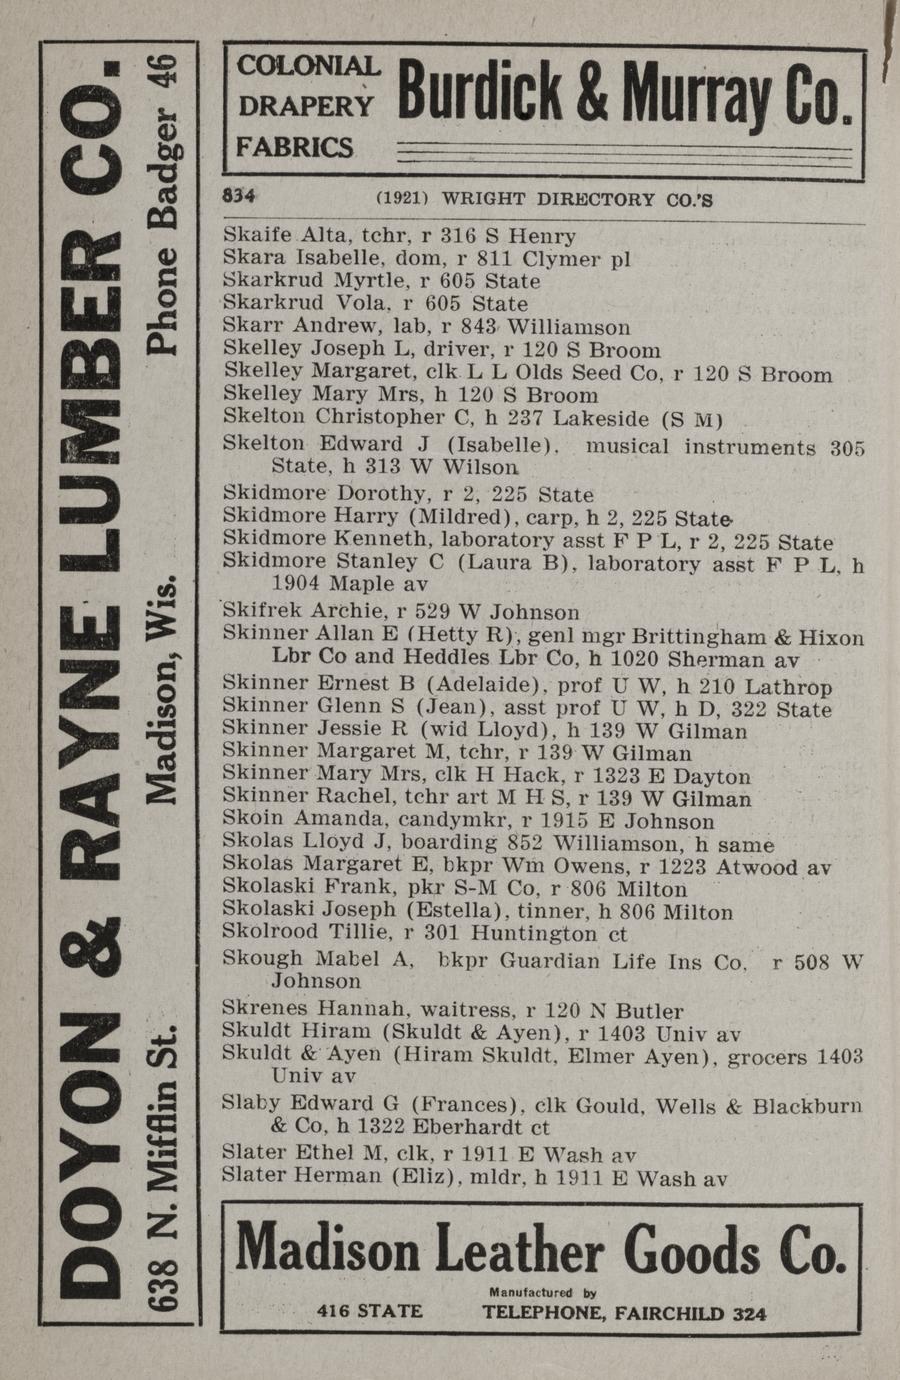 DOYON & RAYNE LUMBER CO.
638 N. Mifflin St. Madison, Wis. Phone Badger 46
COLONIAL
DRAPERY
FABRICS
Burdick & Murray Co.
834 (1921) WRIGHT DIRECTORY CO.'S
Skaife Alta, tchr, r 316 S Henry
Skara Isabelle, dom, r 811 Clymer pl
Skarkrud Myrtle, r 605 State
Skarkrud Vola, r 605 State
Skarr Andrew, lab, r 843 Williamson
Skelley Joseph L, driver, r 120 S Broom
Skelley Margaret, clk L L Olds Seed Co, r 120 S Broom
Skelley Mary Mrs, h 120 S Broom
Skelton Christopher C, h 237 Lakeside (S M)
Skelton Edward J (Isabelle), musical instruments 305
State, h 313 W Wilson
Skidmore Dorothy, r 2, 225 State
Skidmore Harry (Mildred), carp, h 2, 225 State
Skidmore Kenneth, laboratory asst F P L, r 2, 225 State
Skidmore Stanley C (Laura B), laboratory asst F P L, h
1904 Maple av
Skifrek Archie, r 529 W Johnson
Skinner Allan E (Hetty R), genl mgr Brittingham & Hixon
Lbr Co and Heddles Lbr Co, h 1020 Sherman av
Skinner Ernest B (Adelaide), prof U W, h 210 Lathrop
Skinner Glenn S (Jean), asst prof U W, h D, 322 State
Skinner Jessie R (wid Lloyd), h 139 W Gilman
Skinner Margaret M, tchr, r 139 W Gilman
Skinner Mary Mrs, clk H Hack, r 1323 E Dayton
Skinner Rachel, tchr art M H S, r 139 W Gilman
Skoin Amanda, candymkr, r 1915 E Johnson
Skolas Lloyd J, boarding 852 Williamson, h same
Skolas Margaret E, bkpr Wm Owens, r 1223 Atwood av
Skolaski Frank, pkr S-M Co, r 806 Milton
Skolaski Joseph (Estella), tinner, h 806 Milton
Skolrood Tillie, r 301 Huntington ct
Skough Mabel A, bkpr Guardian Life Ins Co, r 508 W
Johnson
Skrenes Hannah, waitress, r 120 N Butler
Skuldt Hiram (Skuldt & Ayen), r 1403 Univ av
Skuldt & Ayen (Hiram Skuldt, Elmer Ayen), grocers 1403
Univ av
Slaby Edward G (Frances), clk Gould, Wells & Blackburn
& Co, h 1322 Eberhardt ct
Slater Ethel M, clk, r 1911 E Wash av
Slater Herman (Eliz), mldr, h 1911 E Wash av
Madison Leather Goods Co.
Manufactured by
416 STATE TELEPHONE, FAIRCHILD 324